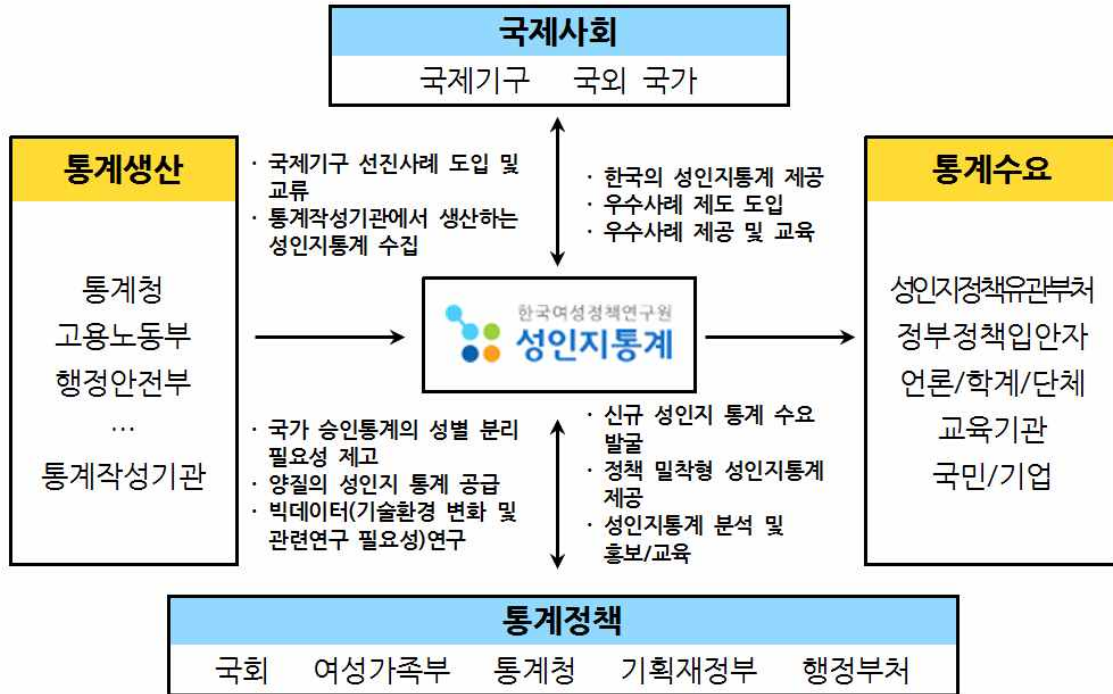 국제사회
국제기구 국외 국가
통계생산
통계청
고용노동부
행정안전부
…
통계작성기관
· 국제기구 선진사례 도입 및
교류
· 통계작성기관에서 생산하는
성인지통계 수집
· 한국의 성인지통계 제공
· 우수사례 제도 도입
· 우수사례 제공 및 교육
한국여성정책연구원
성인지통계
· 국가 승인통계의 성별 분리
필요성 제고
· 양질의 성인지 통계 공급
· 빅데이터(기술환경 변화 및
관련연구 필요성)연구
· 신규 성인지 통계 수요
발굴
· 정책 밀착형 성인지통계
제공
· 성인지통계 분석 및
홍보/교육
통계수요
성인지정책유관부처
정부정책입안자
언론/학계/단체
교육기관
국민/기업
통계정책
국회 여성가족부 통계청 기획재정부 행정부처